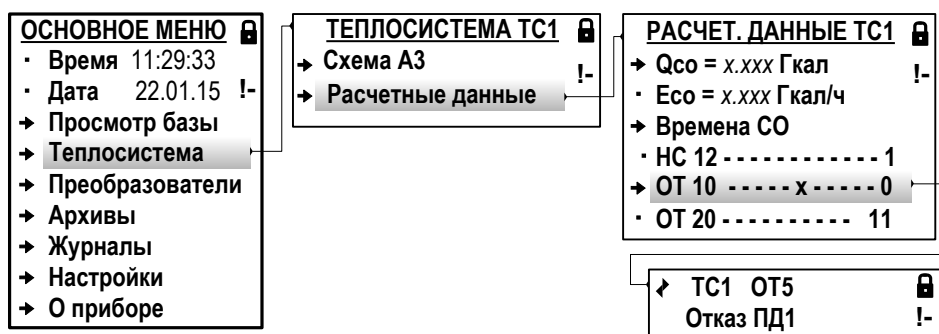 ОСНОВНОЕ МЕНЮ
· Время 11:29:33
· Дата 22.01.15 !-
→ Просмотр базы
→ Теплосистема
→ Преобразователи
→ Архивы
→ Журналы
→ Настройки
→ О приборе
ТЕПЛОСИСТЕМА ТС1
→ Схема А3 !-
→ Расчетные данные
РАСЧЕТ. ДАННЫЕ ТС1
→ Qсо = x.xxx Гкал !-
· Eсо = x.xxx Гкал/ч
→ Времена СО
· НС 12 - - - - - - - - - - - - 1
→ ОТ 10 - - - - - x - - - - - 0
· ОТ 20 - - - - - - - - - - 11
ТС1 ОТ5
Отказ ПД1 !-